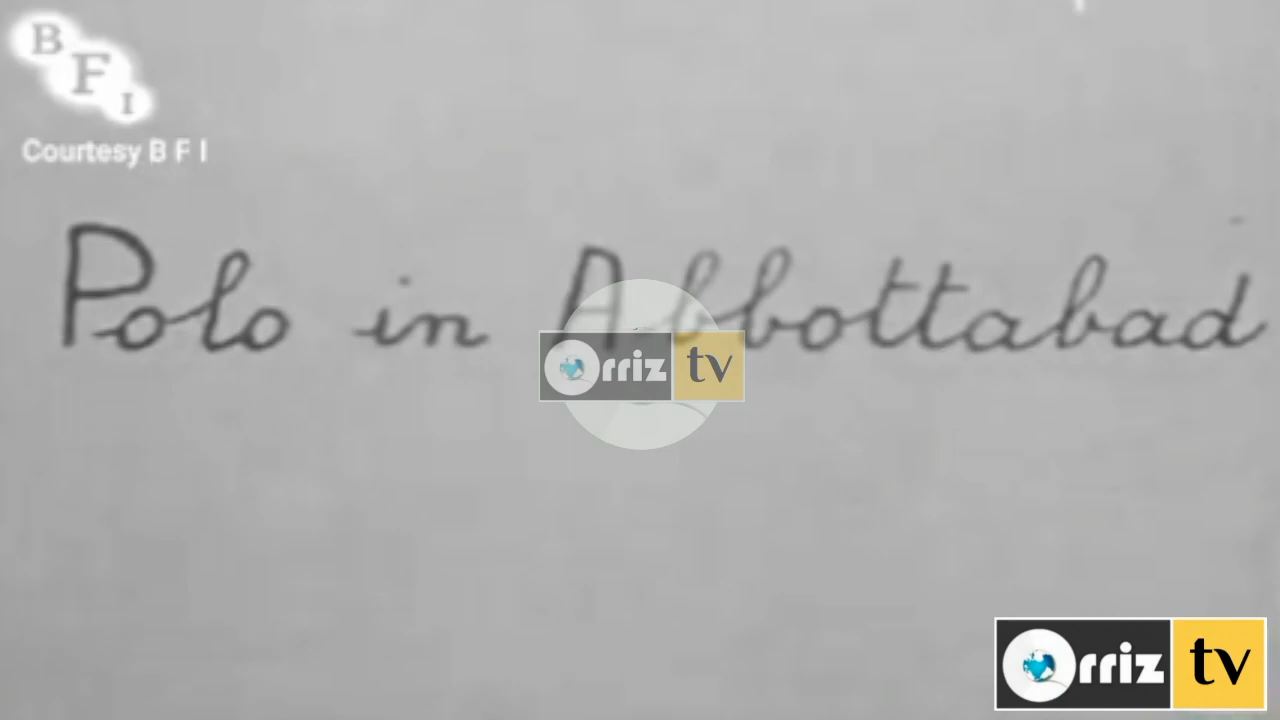 B
F
I
Courtesy B F I
Polo in Abbottabad
Orriz tv
Orriz tv